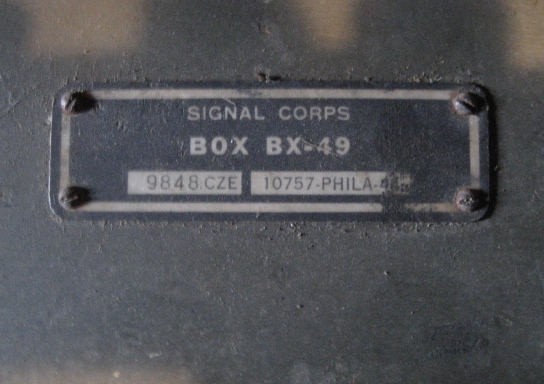 SIGNAL CORPS
BOX BX-49
9848 CZE 10757-PHILA-